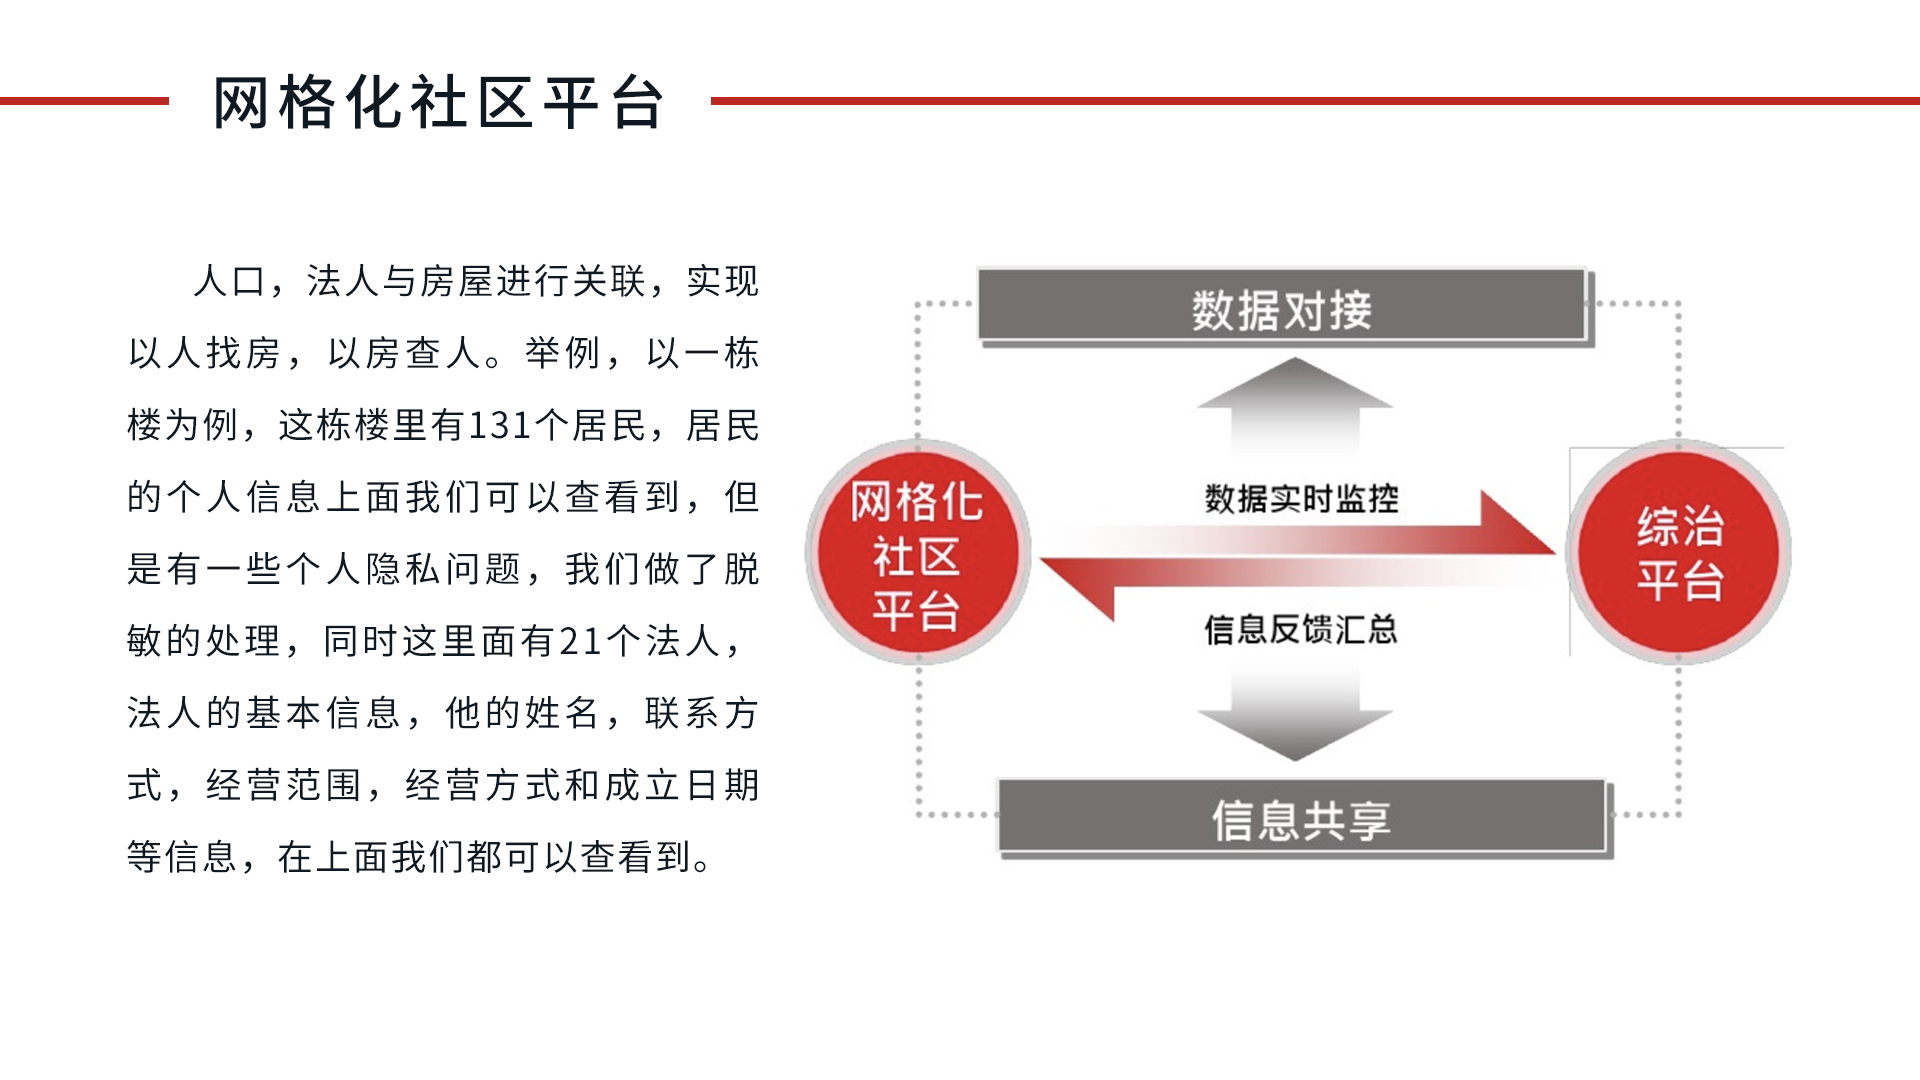 网格化社区平台
人口，法人与房屋进行关联，实现
以人找房，以房查人。举例，以一栋
楼为例，这栋楼里有131个居民，居民
的个人信息上面我们可以查看到，但
是有一些个人隐私问题，我们做了脱
敏的处理，同时这里面有21个法人，
法人的基本信息，他的姓名，联系方
式，经营范围，经营方式和成立日期
等信息，在上面我们都可以查看到。
数据对接
网格化
社区
平台
数据实时监控
信息反馈汇总
综治
平台
信息共享